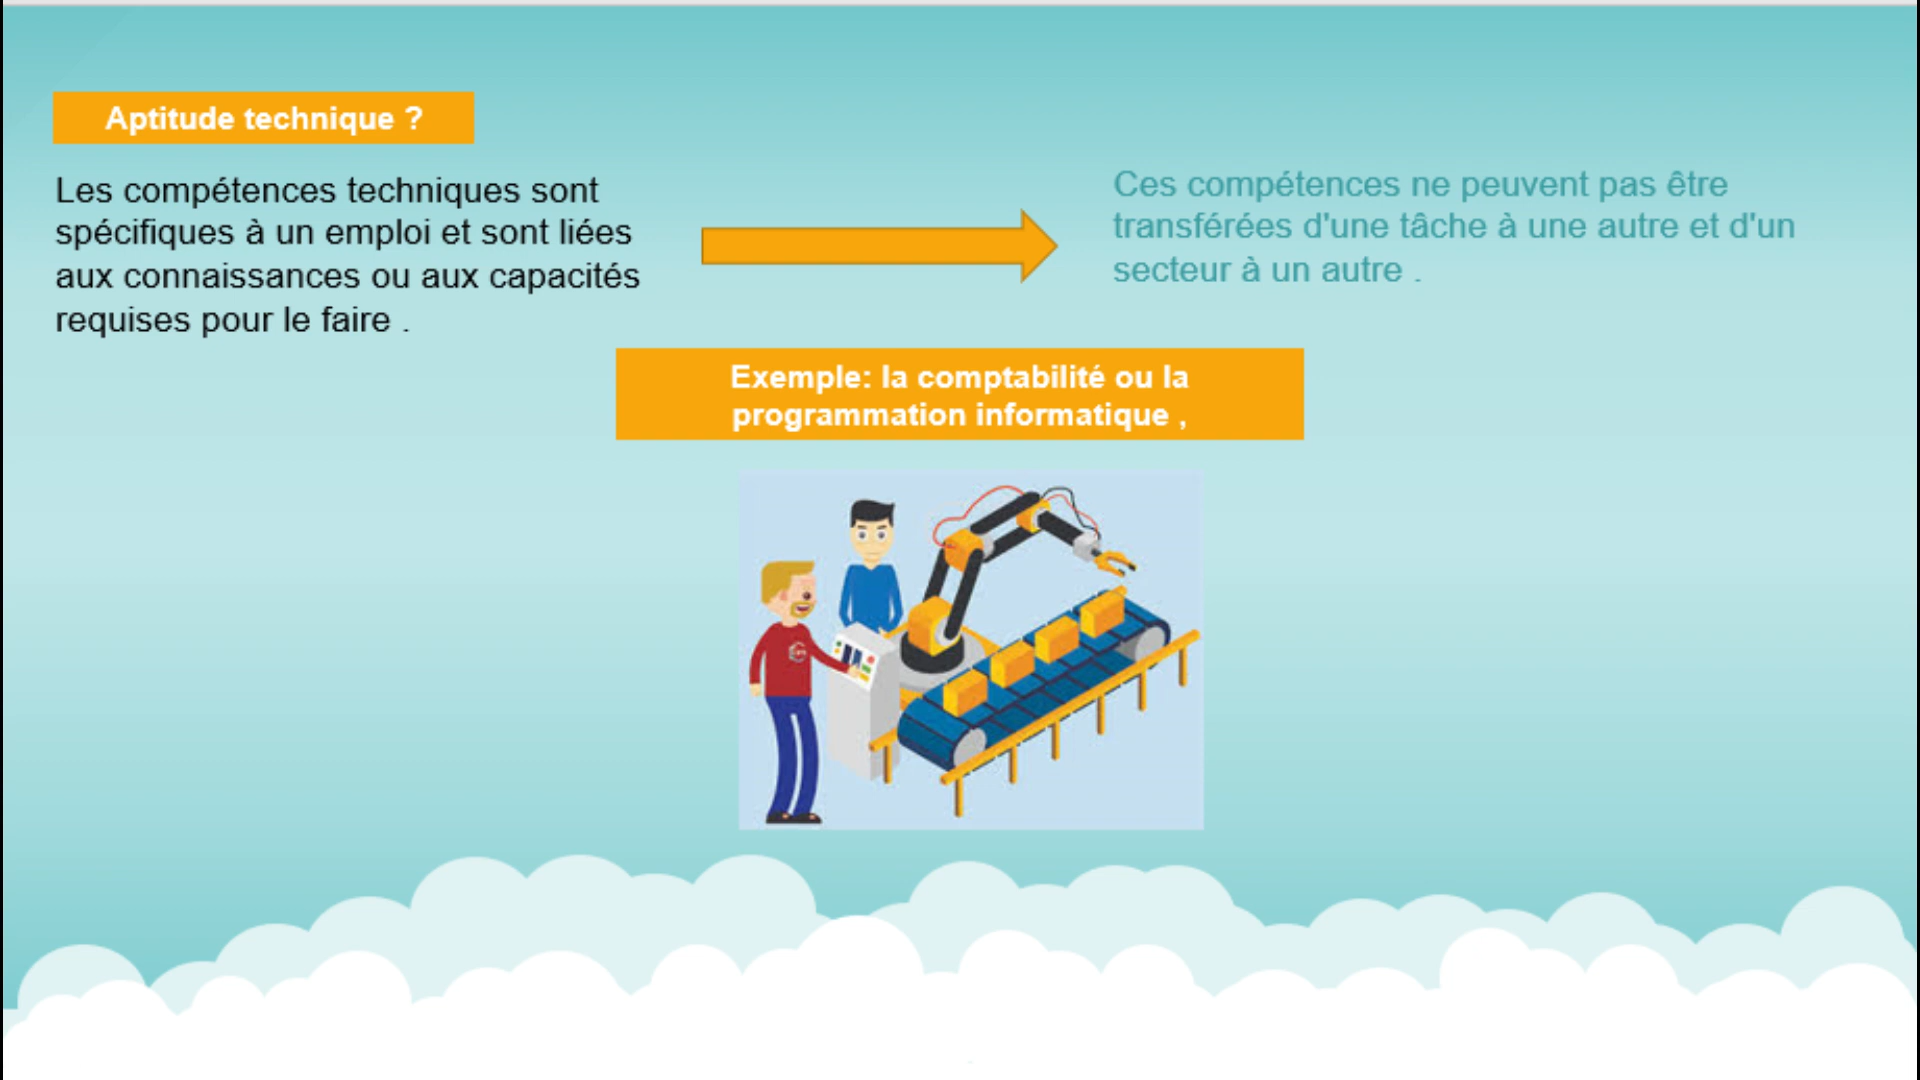 Aptitude technique ?
Les compétences techniques sont
spécifiques à un emploi et sont liées
aux connaissances ou aux capacités
requises pour le faire .
Ces compétences ne peuvent pas être
transférées d'une tâche à une autre et d'un
secteur à un autre .
Exemple: la comptabilité ou la
programmation informatique ,